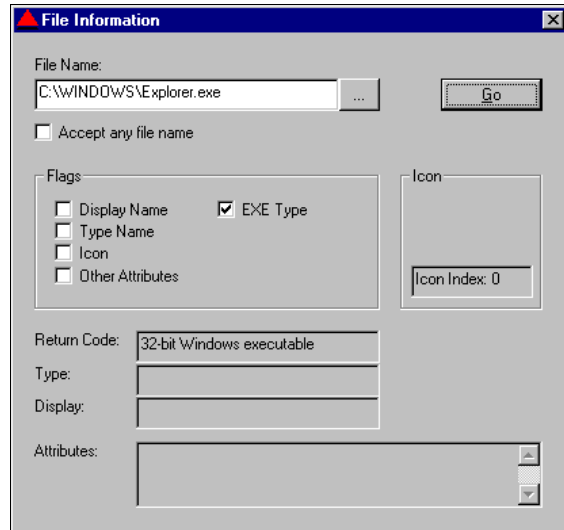 File Information
File Name:
C:\WINDOWS\Explorer.exe
...
Go
Accept any file name
Flags
Icon
Display Name
EXE Type
Type Name
Icon
Other Attributes
Icon Index: 0
Return Code:
32-bit Windows executable
Type:
Display:
Attributes: